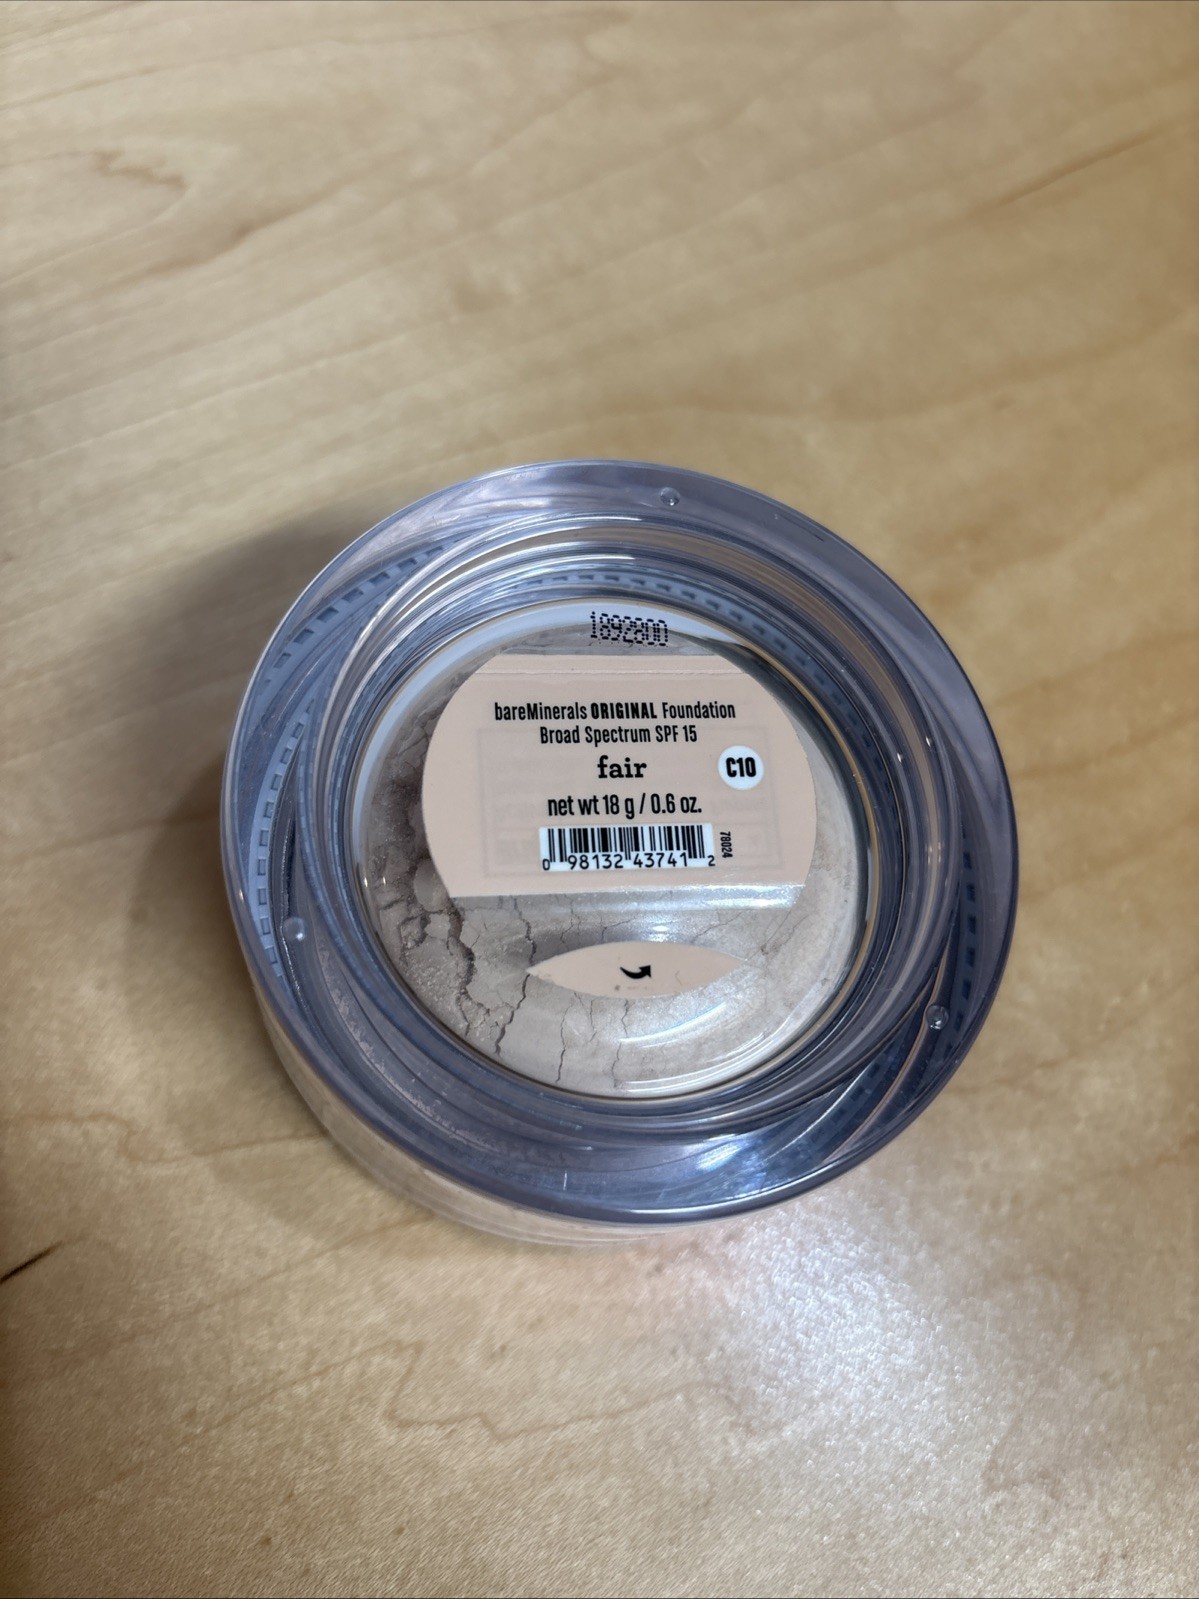 1892800
bareMinerals ORIGINAL Foundation
Broad Spectrum SPF 15
fair
C10
net wt 18 g / 0.6 oz.
78024
0 98132 43741 2